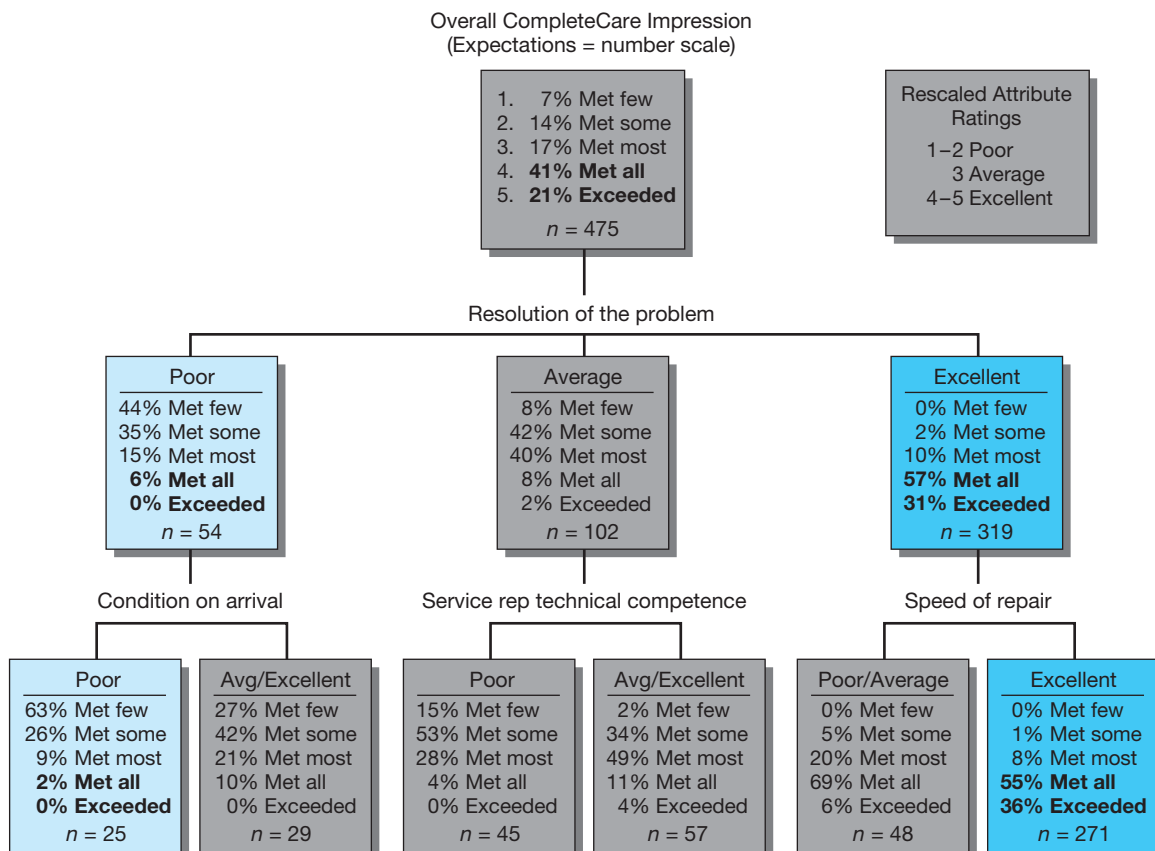 Overall CompleteCare Impression
(Expectations = number scale)
1. 7% Met few
2. 14% Met some
3. 17% Met most
4. 41% Met all
5. 21% Exceeded
n = 475
Rescaled Attribute
Ratings
1–2 Poor
3 Average
4–5 Excellent
Resolution of the problem
Poor
44% Met few
35% Met some
15% Met most
6% Met all
0% Exceeded
n = 54
Average
8% Met few
42% Met some
40% Met most
8% Met all
2% Exceeded
n = 102
Excellent
0% Met few
2% Met some
10% Met most
57% Met all
31% Exceeded
n = 319
Condition on arrival
Service rep technical competence
Speed of repair
Poor
63% Met few
26% Met some
9% Met most
2% Met all
0% Exceeded
n = 25
Avg/Excellent
27% Met few
42% Met some
21% Met most
10% Met all
0% Exceeded
n = 29
Poor
15% Met few
53% Met some
28% Met most
4% Met all
0% Exceeded
n = 45
Avg/Excellent
2% Met few
34% Met some
49% Met most
11% Met all
4% Exceeded
n = 57
Poor/Average
0% Met few
5% Met some
20% Met most
69% Met all
6% Exceeded
n = 48
Excellent
0% Met few
1% Met some
8% Met most
55% Met all
36% Exceeded
n = 271